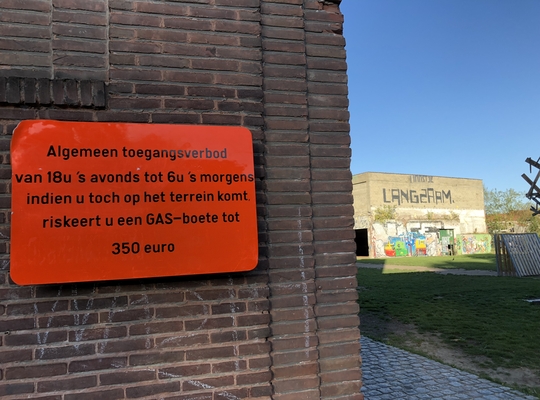 Algemeen toegangsverbod
van 18u 's avonds tot 6u 's morgens
indien u toch op het terrein komt
riskeert u een GAS-boete tot
350 euro
LANGZAAM.